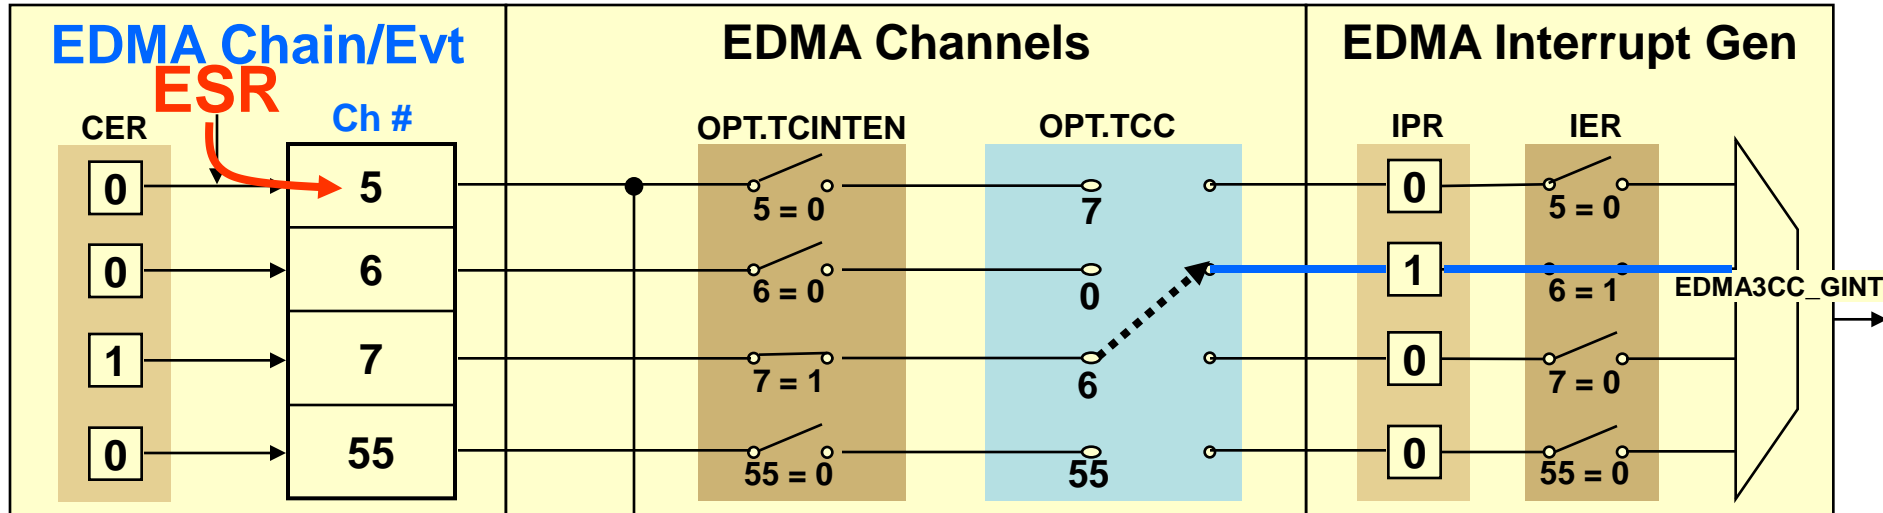 EDMA Chain/Evt
ESR
EDMA Channels
EDMA Interrupt Gen
CER
Ch #
OPT.TCINTEN
OPT.TCC
IPR
IER
0
5
5 = 0
7
0
5 = 0
0
6
6 = 0
0
1
6 = 1
EDMA3CC_GINT
1
7
7 = 1
6
0
7 = 0
0
55
55 = 0
55
0
55 = 0